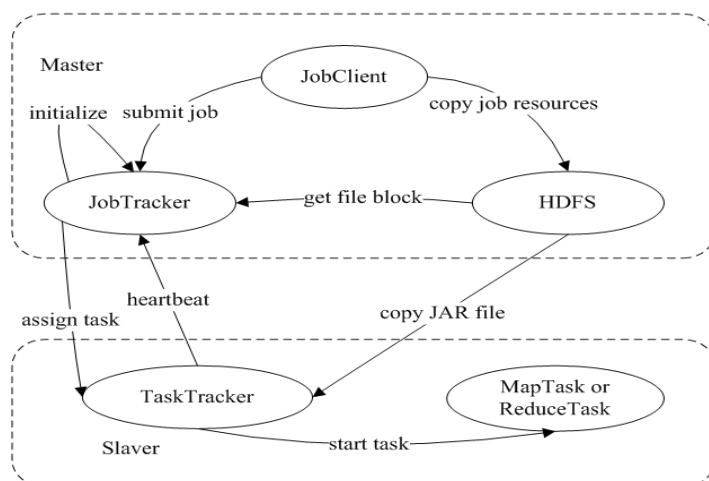 Master
JobClient
initialize
submit job
copy job resources
JobTracker
get file block
HDFS
heartbeat
assign task
copy JAR file
TaskTracker
MapTask or
ReduceTask
Slaver
start task